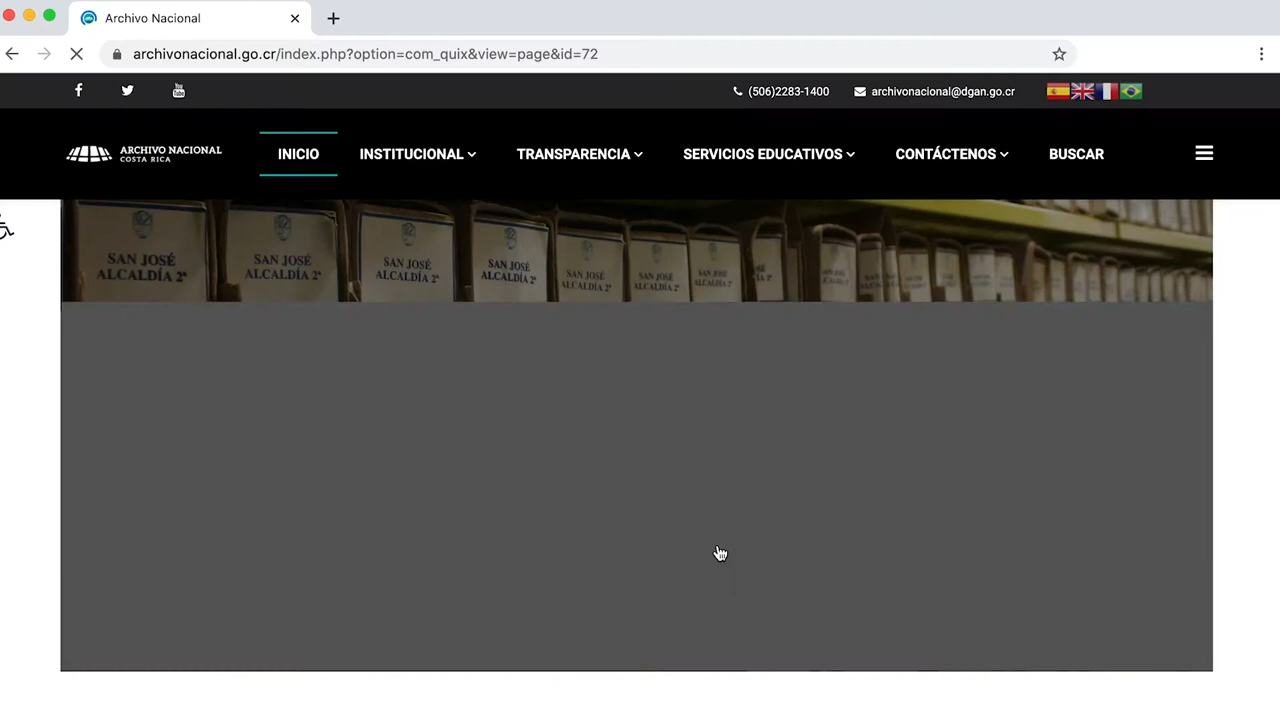 Archivo Nacional
archivonacional.go.cr/index.php?option=com_quix&view=page&id=72
(506)2283-1400 archivonacional@dgan.go.cr
ARCHIVO NACIONAL
COSTA RICA
INICIO INSTITUCIONAL TRANSPARENCIA SERVICIOS EDUCATIVOS CONTÁCTENOS BUSCAR
SAN JOSÉ
ALCALDÍA 2ª
SAN JOSÉ
ALCALDÍA 2ª
SAN JOSÉ
ALCALDÍA 2ª
SAN JOSÉ
ALCALDÍA 2ª
SAN JOSÉ
ALCALDÍA 2ª
SAN JOSÉ
ALCALDÍA 2ª
SAN JOSÉ
ALCALDÍA 2ª